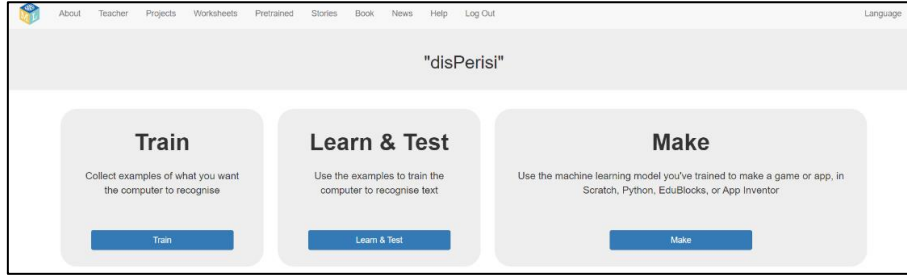 About Teacher Projects Worksheets Pretrained Stories Book News Help Log Out Language
"disPerisi"
Train
Collect examples of what you want
the computer to recognise
Train
Learn & Test
Use the examples to train the
computer to recognise text
Learn & Test
Make
Use the machine learning model you've trained to make a game or app, in
Scratch, Python, EduBlocks, or App Inventor
Make